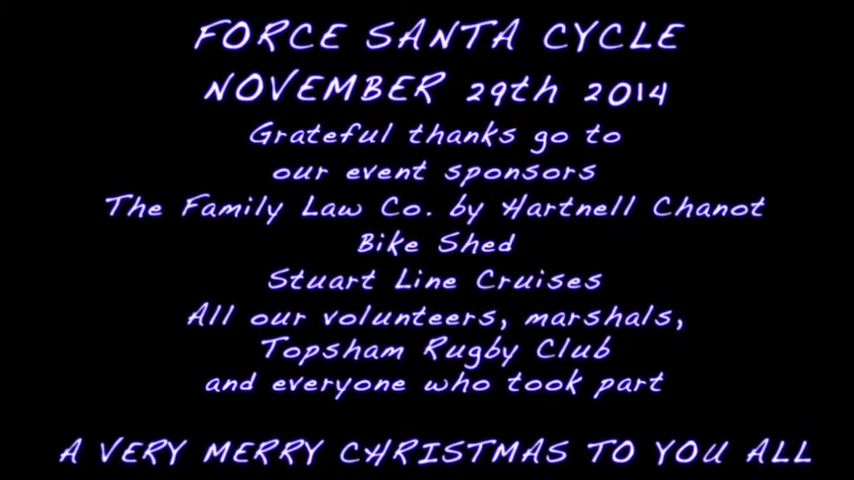 FORCE SANTA CYCLE
NOVEMBER 29th 2014
Grateful thanks go to
our event sponsors
The Family Law Co. by Hartnell Chanot
Bike Shed
Stuart Line Cruises
All our volunteers, marshals,
Topsham Rugby Club
and everyone who took part
A VERY MERRY CHRISTMAS TO YOU ALL